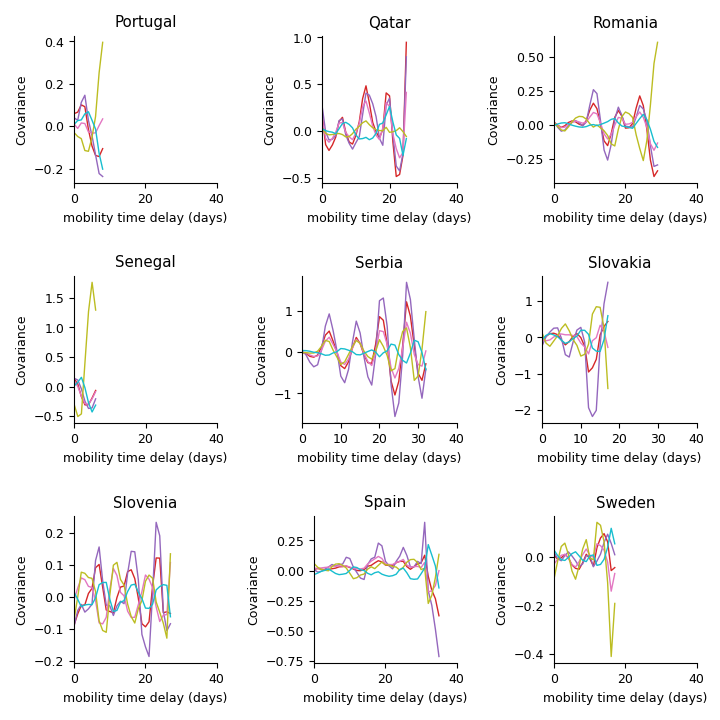 Portugal
Qatar
Romania
Covariance
0.4
0.2
0.0
−0.2
0
20
40
mobility time delay (days)
Covariance
1.0
0.5
0.0
−0.5
0
20
40
mobility time delay (days)
Covariance
0.50
0.25
0.00
−0.25
0
20
40
mobility time delay (days)
Senegal
Serbia
Slovakia
Covariance
1.5
1.0
0.5
0.0
−0.5
0
20
40
mobility time delay (days)
Covariance
1
0
−1
0
10
20
30
40
mobility time delay (days)
Covariance
1
0
−1
−2
0
10
20
30
40
mobility time delay (days)
Slovenia
Spain
Sweden
Covariance
0.2
0.1
0.0
−0.1
−0.2
0
20
40
mobility time delay (days)
Covariance
0.25
0.00
−0.25
−0.50
−0.75
0
20
40
mobility time delay (days)
Covariance
0.0
−0.2
−0.4
0
20
40
mobility time delay (days)